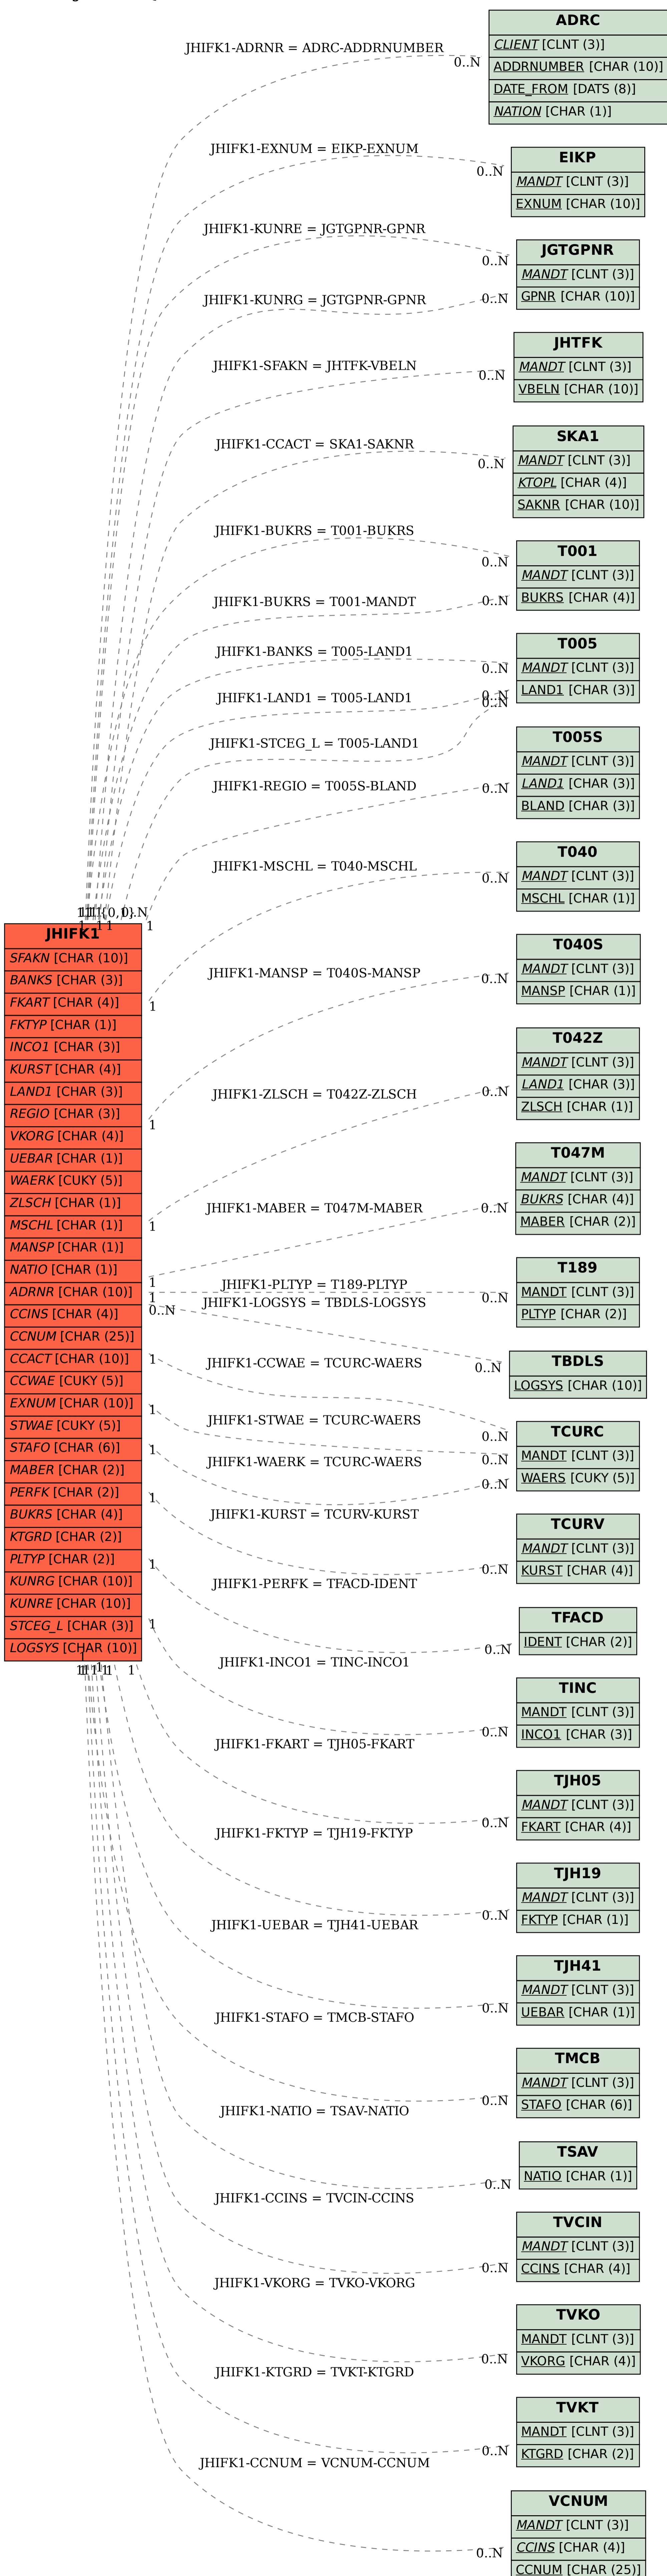 JHIFK1-ADRNR = ADRC-ADDRNUMBER
0..N
ADRC
CLIENT [CLNT (3)]
ADDRNUMBER [CHAR (10)]
DATE_FROM [DATS (8)]
NATION [CHAR (1)]
JHIFK1-EXNUM = EIKP-EXNUM
0..N
EIKP
MANDT [CLNT (3)]
EXNUM [CHAR (10)]
JHIFK1-KUNRE = JGTGPNR-GPNR
0..N
JHIFK1-KUNRG = JGTGPNR-GPNR
0..N
JGTGPNR
MANDT [CLNT (3)]
GPNR [CHAR (10)]
JHIFK1-SFAKN = JHTFK-VBELN
0..N
JHTFK
MANDT [CLNT (3)]
VBELN [CHAR (10)]
JHIFK1-CCACT = SKA1-SAKNR
0..N
SKA1
MANDT [CLNT (3)]
KTOPL [CHAR (4)]
SAKNR [CHAR (10)]
JHIFK1-BUKRS = T001-BUKRS
0..N
JHIFK1-BUKRS = T001-MANDT
0..N
T001
MANDT [CLNT (3)]
BUKRS [CHAR (4)]
JHIFK1-BANKS = T005-LAND1
0..N
JHIFK1-LAND1 = T005-LAND1
0..N
JHIFK1-STCEG_L = T005-LAND1
0..N
T005
MANDT [CLNT (3)]
LAND1 [CHAR (3)]
JHIFK1-REGIO = T005S-BLAND
0..N
T005S
MANDT [CLNT (3)]
LAND1 [CHAR (3)]
BLAND [CHAR (3)]
JHIFK1-MSCHL = T040-MSCHL
0..N
T040
MANDT [CLNT (3)]
MSCHL [CHAR (1)]
JHIFK1-MANSP = T040S-MANSP
0..N
T040S
MANDT [CLNT (3)]
MANSP [CHAR (1)]
JHIFK1-ZLSCH = T042Z-ZLSCH
0..N
T042Z
MANDT [CLNT (3)]
LAND1 [CHAR (3)]
ZLSCH [CHAR (1)]
JHIFK1-MABER = T047M-MABER
0..N
T047M
MANDT [CLNT (3)]
BUKRS [CHAR (4)]
MABER [CHAR (2)]
JHIFK1-PLTYP = T189-PLTYP
0..N
T189
MANDT [CLNT (3)]
PLTYP [CHAR (2)]
JHIFK1-LOGSYS = TBDLS-LOGSYS
0..N
0..N
TBDLS
LOGSYS [CHAR (10)]
JHIFK1
SFAKN [CHAR (10)]
BANKS [CHAR (3)]
FKART [CHAR (4)]
FKTYP [CHAR (1)]
INCO1 [CHAR (3)]
KURST [CHAR (4)]
LAND1 [CHAR (3)]
REGIO [CHAR (3)]
VKORG [CHAR (4)]
UEBAR [CHAR (1)]
WAERK [CUKY (5)]
ZLSCH [CHAR (1)]
MSCHL [CHAR (1)]
MANSP [CHAR (1)]
NATIO [CHAR (1)]
ADRNR [CHAR (10)]
CCINS [CHAR (4)]
CCNUM [CHAR (25)]
CCACT [CHAR (10)]
CCWAE [CUKY (5)]
EXNUM [CHAR (10)]
STWAE [CUKY (5)]
STAFO [CHAR (6)]
MABER [CHAR (2)]
PERFK [CHAR (2)]
BUKRS [CHAR (4)]
KTGRD [CHAR (2)]
PLTYP [CHAR (2)]
KUNRG [CHAR (10)]
KUNRE [CHAR (10)]
STCEG_L [CHAR (3)]
LOGSYS [CHAR (10)]
1
1
1
1
1
1
1
1
1
1
1
1
JHIFK1-CCWAE = TCURC-WAERS
0..N
JHIFK1-STWAE = TCURC-WAERS
0..N
JHIFK1-WAERK = TCURC-WAERS
0..N
TCURC
MANDT [CLNT (3)]
WAERS [CUKY (5)]
JHIFK1-KURST = TCURV-KURST
0..N
TCURV
MANDT [CLNT (3)]
KURST [CHAR (4)]
JHIFK1-PERFK = TFACD-IDENT
0..N
TFACD
IDENT [CHAR (2)]
JHIFK1-INCO1 = TINC-INCO1
0..N
TINC
MANDT [CLNT (3)]
INCO1 [CHAR (3)]
JHIFK1-FKART = TJH05-FKART
0..N
TJH05
MANDT [CLNT (3)]
FKART [CHAR (4)]
JHIFK1-FKTYP = TJH19-FKTYP
0..N
TJH19
MANDT [CLNT (3)]
FKTYP [CHAR (1)]
JHIFK1-UEBAR = TJH41-UEBAR
0..N
TJH41
MANDT [CLNT (3)]
UEBAR [CHAR (1)]
JHIFK1-STAFO = TMCB-STAFO
0..N
TMCB
MANDT [CLNT (3)]
STAFO [CHAR (6)]
JHIFK1-NATIO = TSAV-NATIO
0..N
TSAV
NATIO [CHAR (1)]
JHIFK1-CCINS = TVCIN-CCINS
0..N
TVCIN
MANDT [CLNT (3)]
CCINS [CHAR (4)]
JHIFK1-VKORG = TVKO-VKORG
0..N
TVKO
MANDT [CLNT (3)]
VKORG [CHAR (4)]
JHIFK1-KTGRD = TVKT-KTGRD
0..N
TVKT
MANDT [CLNT (3)]
KTGRD [CHAR (2)]
JHIFK1-CCNUM = VCNUM-CCNUM
0..N
VCNUM
MANDT [CLNT (3)]
CCINS [CHAR (4)]
CCNUM [CHAR (25)]